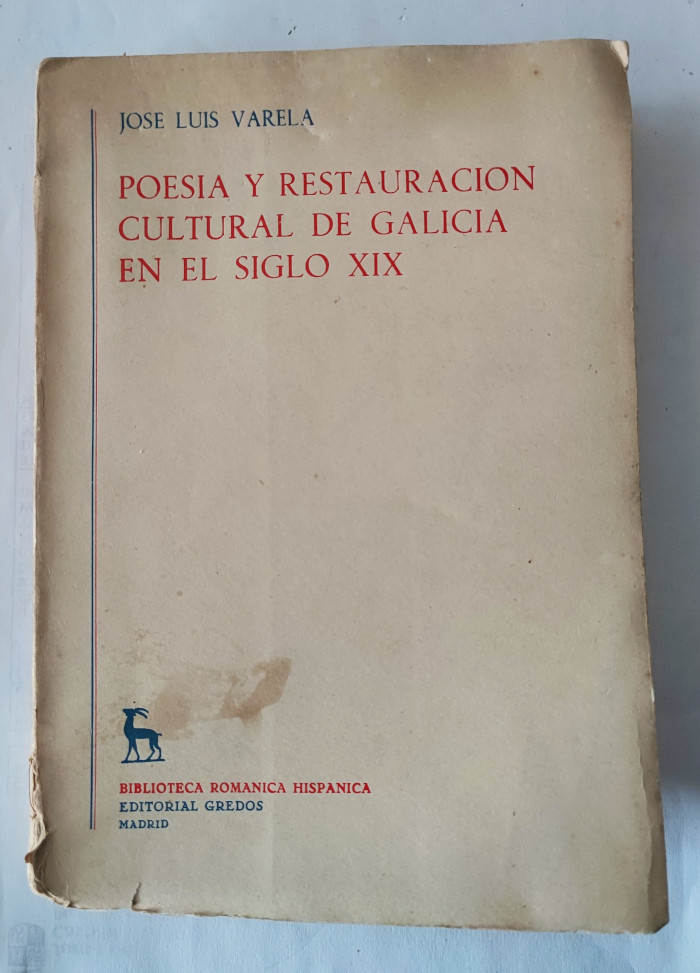 JOSE LUIS VARELA
POESIA Y RESTAURACION
CULTURAL DE GALICIA
EN EL SIGLO XIX
BIBLIOTECA ROMANICA HISPANICA
EDITORIAL GREDOS
MADRID